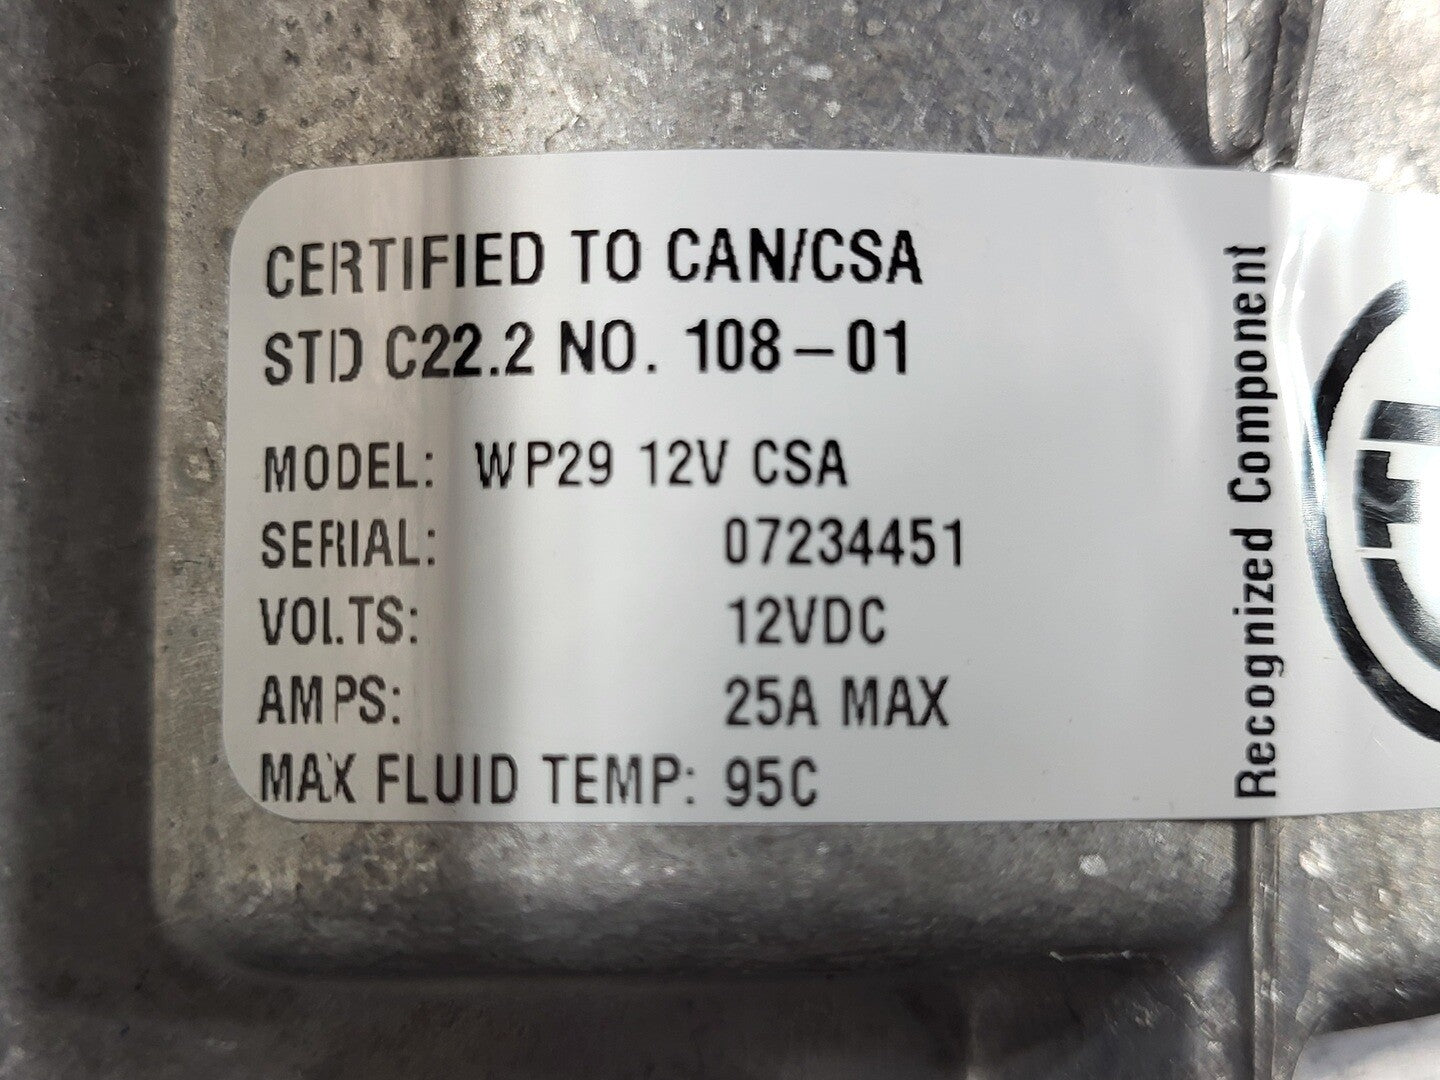 CERTIFIED TO CAN/CSA
STD C22.2 NO. 108-01
MODEL: WP29 12V CSA
SERIAL: 07234451
VOLTS: 12VDC
AMPS: 25A MAX
MAX FLUID TEMP: 95C
Recognized Component